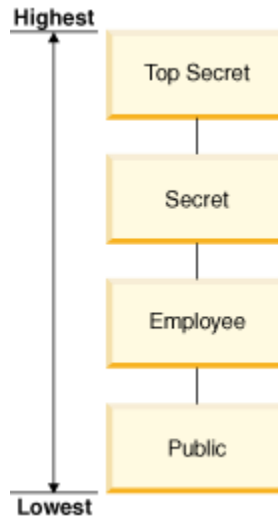 Highest
Top Secret
Secret
Employee
Public
Lowest